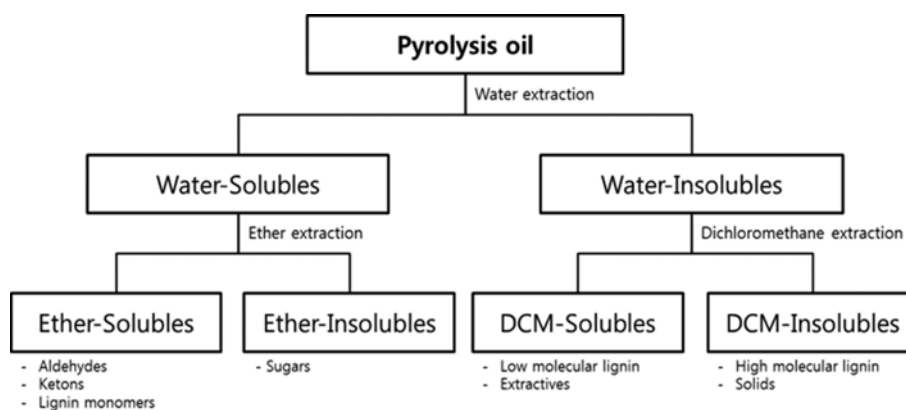 Pyrolysis oil
Water extraction
Water-Solubles
Water-Insolubles
Ether extraction
Dichloromethane extraction
Ether-Solubles
Ether-Insolubles
DCM-Solubles
DCM-Insolubles
- Aldehydes
- Ketons
- Lignin monomers
- Sugars
- Low molecular lignin
- Extractives
- High molecular lignin
- Solids